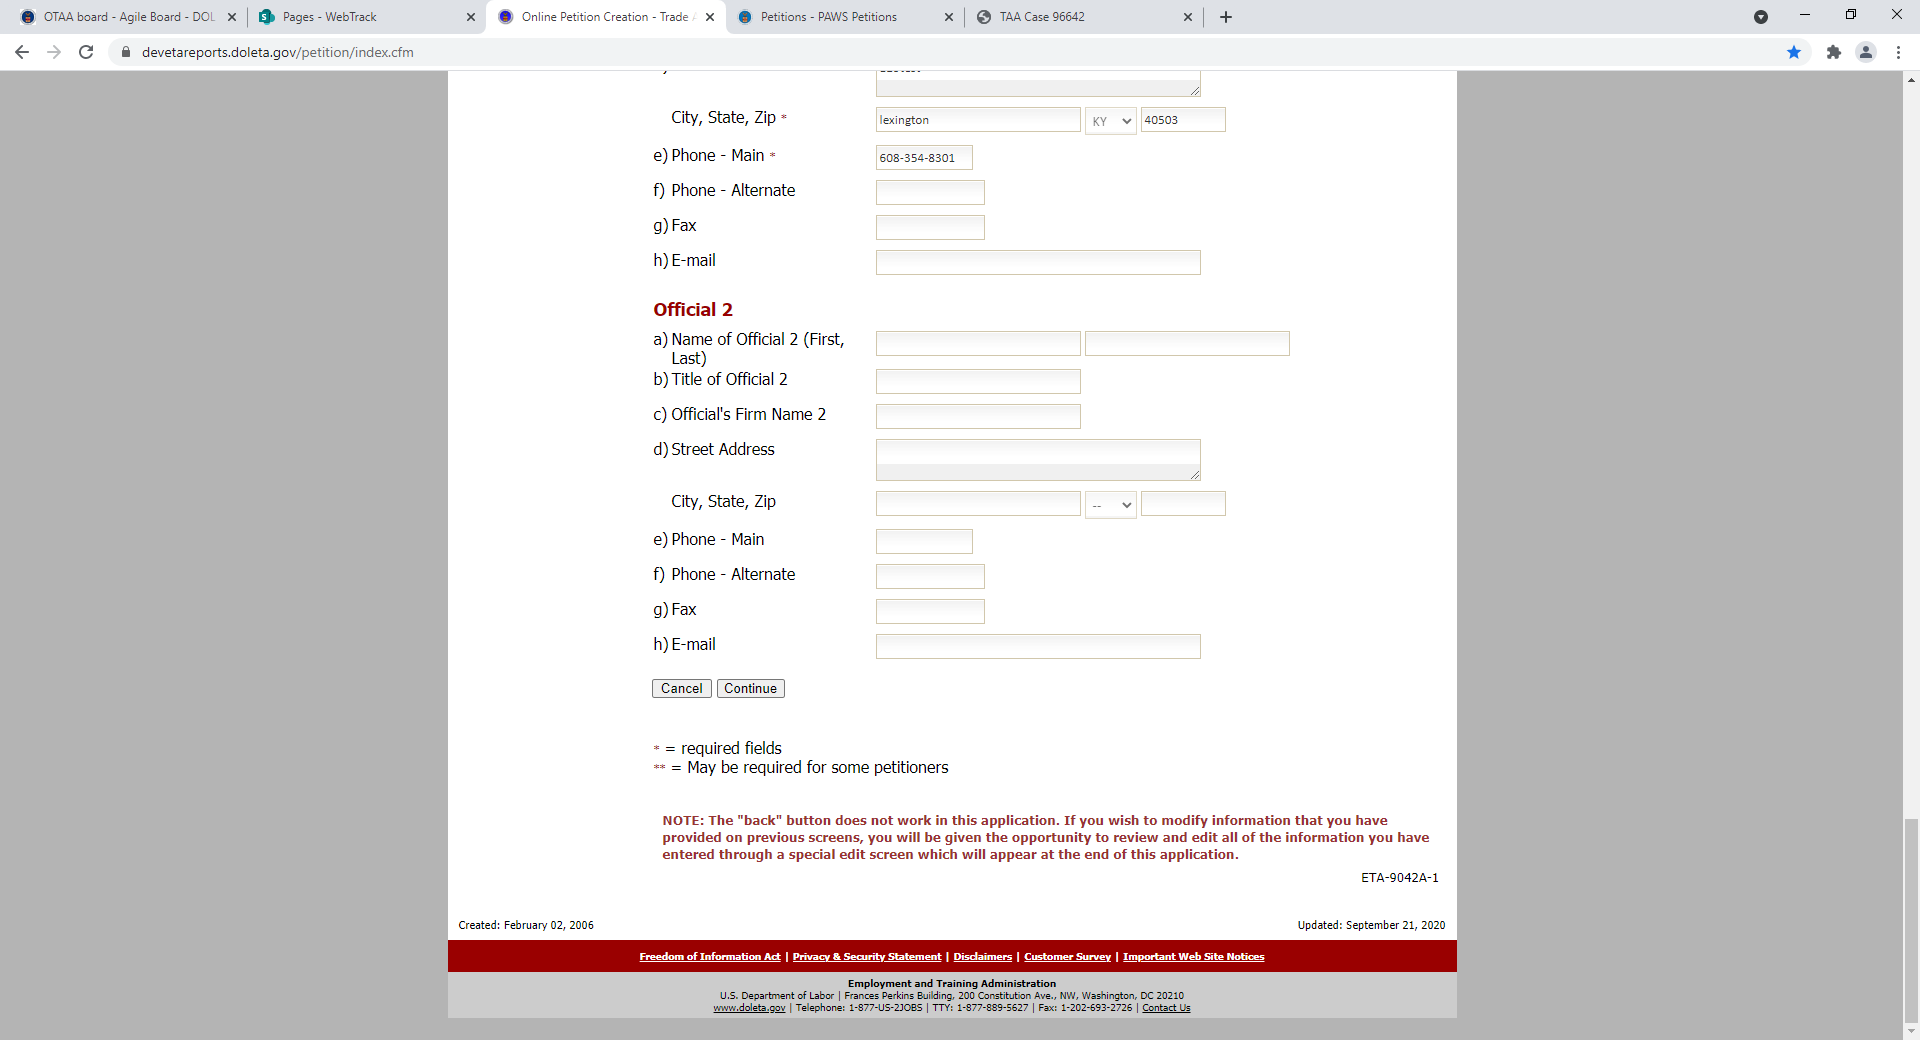 OTAA board - Agile Board - DOL
Pages - WebTrack
Online Petition Creation - Trade
Petitions - PAWS Petitions
TAA Case 96642
devetareports.doleta.gov/petition/index.cfm
City, State, Zip * lexington KY 40503
e) Phone - Main * 608-354-8301
f) Phone - Alternate
g) Fax
h) E-mail
Official 2
a) Name of Official 2 (First,
Last)
b) Title of Official 2
c) Official's Firm Name 2
d) Street Address
City, State, Zip --
e) Phone - Main
f) Phone - Alternate
g) Fax
h) E-mail
Cancel Continue
* = required fields
** = May be required for some petitioners
NOTE: The "back" button does not work in this application. If you wish to modify information that you have
provided on previous screens, you will be given the opportunity to review and edit all of the information you have
entered through a special edit screen which will appear at the end of this application.
ETA-9042A-1
Created: February 02, 2006
Updated: September 21, 2020
Freedom of Information Act | Privacy & Security Statement | Disclaimers | Customer Survey | Important Web Site Notices
Employment and Training Administration
U.S. Department of Labor | Frances Perkins Building, 200 Constitution Ave., NW, Washington, DC 20210
www.doleta.gov | Telephone: 1-877-US-2JOBS | TTY: 1-877-889-5627 | Fax: 1-202-693-2726 | Contact Us